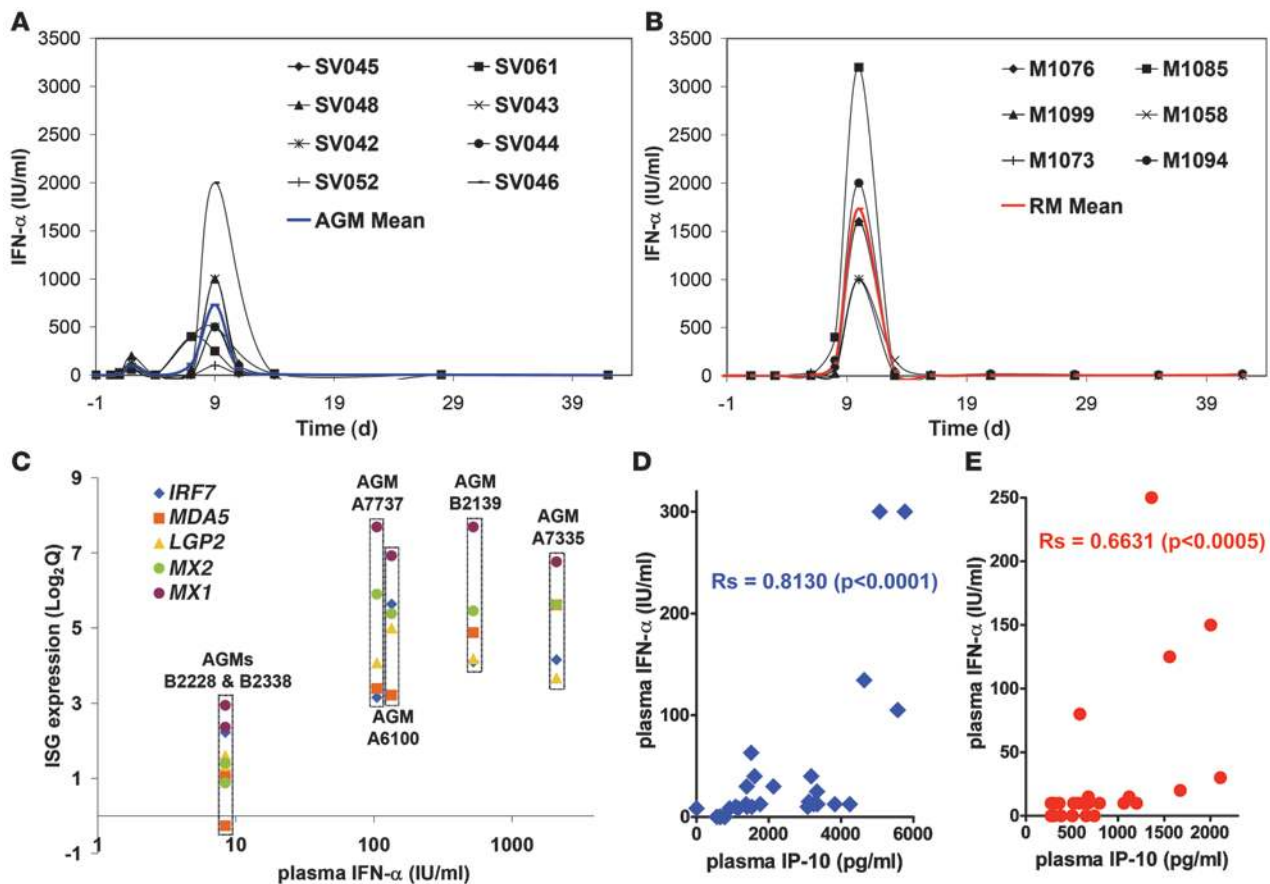 A
3500
3000
2500
2000
1500
1000
500
0
IFN-α (IU/ml)
SV045
SV061
SV048
SV043
SV042
SV044
SV052
SV046
AGM Mean
-1
9
19
29
39
Time (d)
B
3500
3000
2500
2000
1500
1000
500
0
IFN-α (IU/ml)
M1076
M1085
M1099
M1058
M1073
M1094
RM Mean
-1
9
19
29
39
Time (d)
C
9
7
5
3
1
-1
ISG expression (Log₂ Q)
IRF7
MDA5
LGP2
MX2
MX1
AGM
A7737
AGM
B2139
AGM
A7335
AGMs
B2228 & B2338
AGM
A6100
1
10
100
1000
plasma IFN-α (IU/ml)
D
300
200
100
0
plasma IFN-α (IU/ml)
Rs = 0.8130 (p<0.0001)
0
2000
4000
6000
plasma IP-10 (pg/ml)
E
250
200
150
100
50
0
plasma IFN-α (IU/ml)
Rs = 0.6631 (p<0.0005)
0
500
1000
1500
2000
plasma IP-10 (pg/ml)